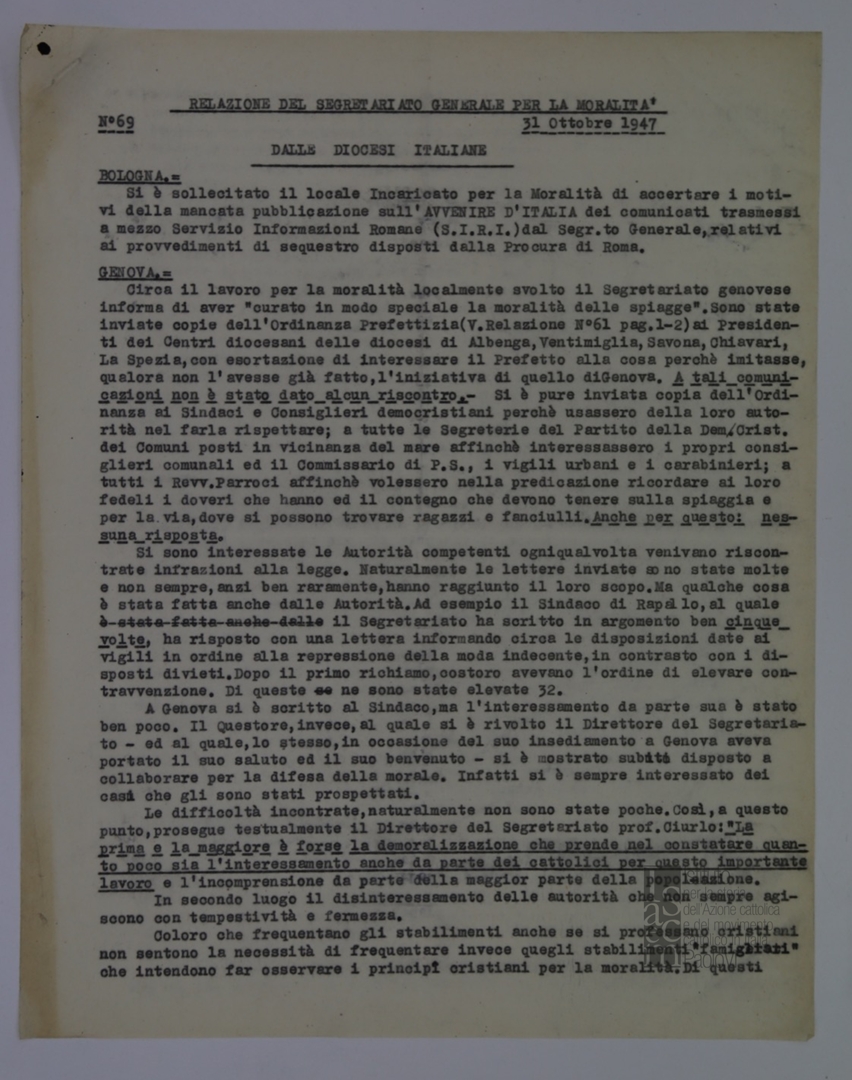 RELAZIONE DEL SEGRETARIATO GENERALE PER LA MORALITA'
N°69
31 Ottobre 1947
DALLE DIOCESI ITALIANE
BOLOGNA.=
Si è sollecitato il locale Incaricato per la Moralità di accertare i moti-
vi della mancata pubblicazione sull'AVVENIRE D'ITALIA dei comunicati trasmessi
a mezzo Servizio Informazioni Romane (S.I.R.I.)dal Segr.to Generale,relativi
ai provvedimenti di sequestro disposti dalla Procura di Roma.
GENOVA.=
Circa il lavoro per la moralità localmente svolto il Segretariato genovese
informa di aver "curato in modo speciale la moralità delle spiagge".Sono state
inviate copie dell'Ordinanza Prefettizia(V.Relazione N°61 pag.1-2)ai Presiden-
ti dei Centri diocesani delle diocesi di Albenga,Ventimiglia,Savona,Chiavari,
La Spezia,con esortazione di interessare il Prefetto alla cosa perchè imitasse,
qualora non l'avesse già fatto,l'iniziativa di quello diGenova. A tali comuni-
cazioni non è stato dato alcun riscontro.- Si è pure inviata copia dell'Ordi-
nanza ai Sindaci e Consiglieri democristiani perchè usassero della loro auto-
rità nel farla rispettare; a tutte le Segreterie del Partito della Dem/Crist.
dei Comuni posti in vicinanza del mare affinchè interessassero i propri consi-
glieri comunali ed il Commissario di P.S., i vigili urbani e i carabinieri; a
tutti i Revv.Parroci affinchè volessero nella predicazione ricordare ai loro
fedeli i doveri che hanno ed il contegno che devono tenere sulla spiaggia e
per la via,dove si possono trovare ragazzi e fanciulli.Anche per questo: nes-
suna risposta.
Si sono interessate le Autorità competenti ogniqualvolta venivano riscon-
trate infrazioni alla legge. Naturalmente le lettere inviate sono state molte
e non sempre,anzi ben raramente,hanno raggiunto il loro scopo.Ma qualche cosa
è stata fatta anche dalle Autorità.Ad esempio il Sindaco di Rapallo,al quale
è stata fatta anche dalle il Segretariato ha scritto in argomento ben cinque
volte, ha risposto con una lettera informando circa le disposizioni date ai
vigili in ordine alla repressione della moda indecente,in contrasto con i di-
sposti divieti.Dopo il primo richiamo,costoro avevano l'ordine di elevare con-
travvenzione. Di queste se ne sono state elevate 32.
A Genova si è scritto al Sindaco,ma l'interessamento da parte sua è stato
ben poco. Il Questore,invece,al quale si è rivolto il Direttore del Segretaria-
to - ed al quale,lo stesso,in occasione del suo insediamento a Genova aveva
portato il suo saluto ed il suo benvenuto - si è mostrato subito disposto a
collaborare per la difesa della morale. Infatti si è sempre interessato dei
casi che gli sono stati prospettati.
Le difficoltà incontrate,naturalmente non sono state poche.Così,a questo
punto,prosegue testualmente il Direttore del Segretariato prof.Ciurlo:"La
prima e la maggiore è forse la demoralizzazione che prende nel constatare quan-
to poco sia l'interessamento anche da parte dei cattolici per questo importante
lavoro e l'incomprensione da parte della maggior parte della popolazione.
In secondo luogo il disinteressamento delle autorità che non sempre agi-
scono con tempestività e fermezza.
Coloro che frequentano gli stabilimenti anche se si professano cristiani
non sentono la necessità di frequentare invece quegli stabilimenti "famigliari"
che intendono far osservare i principî cristiani per la moralità.Di questi
per la storia
dell'Azione cattolica
e del movimento
cattolico in Italia
Paolo VI